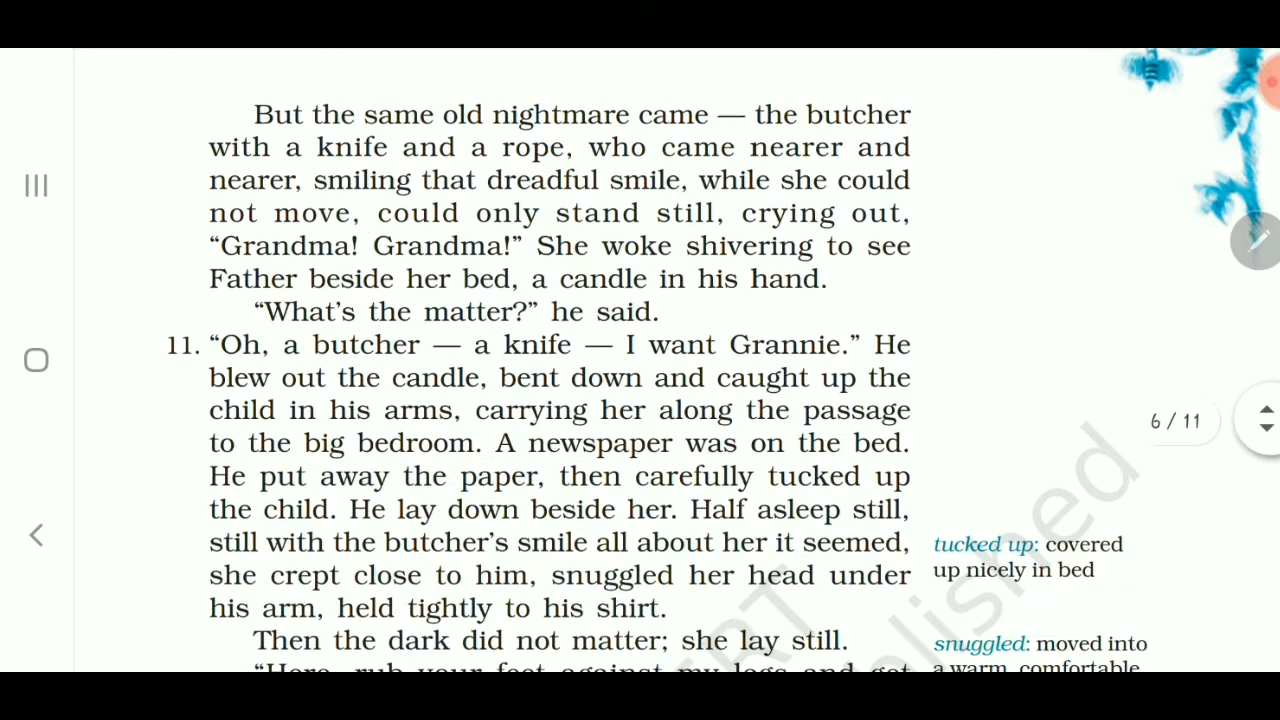 But the same old nightmare came — the butcher
with a knife and a rope, who came nearer and
nearer, smiling that dreadful smile, while she could
not move, could only stand still, crying out,
“Grandma! Grandma!” She woke shivering to see
Father beside her bed, a candle in his hand.
“What’s the matter?” he said.
11. “Oh, a butcher — a knife — I want Grannie.” He
blew out the candle, bent down and caught up the
child in his arms, carrying her along the passage
to the big bedroom. A newspaper was on the bed.
He put away the paper, then carefully tucked up
the child. He lay down beside her. Half asleep still,
still with the butcher’s smile all about her it seemed,
she crept close to him, snuggled her head under
his arm, held tightly to his shirt.
Then the dark did not matter; she lay still.
“Here, rub your feet against my legs and get
tucked up: covered
up nicely in bed
snuggled: moved into
a warm, comfortable
6 / 11